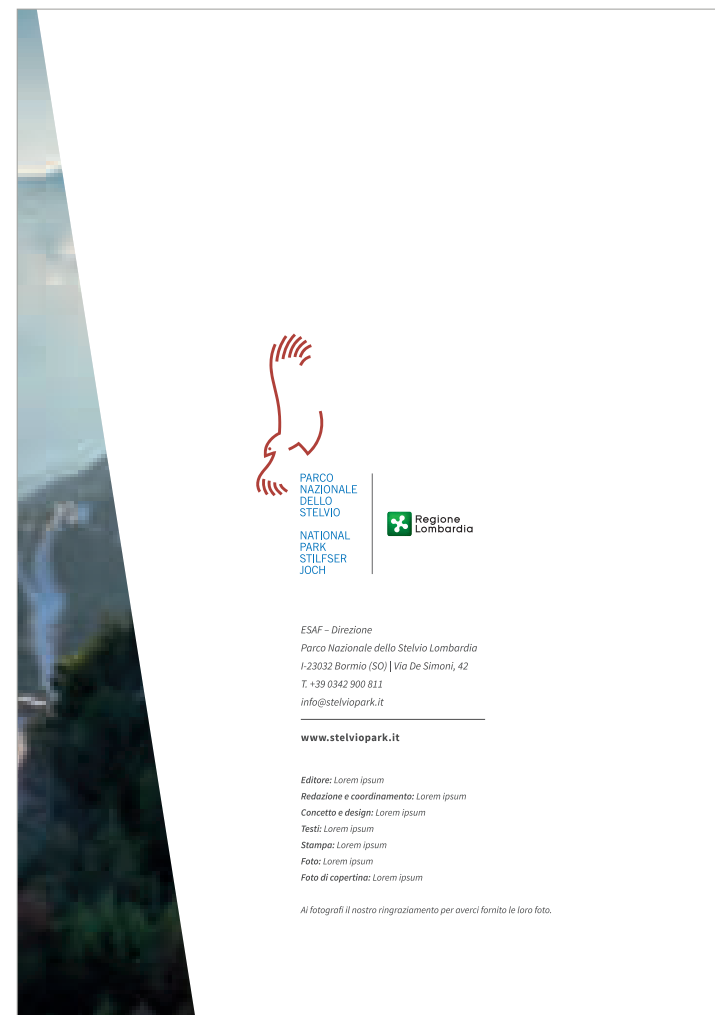 PARCO
NAZIONALE
DELLO
STELVIO
NATIONAL
PARK
STILFSER
JOCH
Regione
Lombardia
ESAF – Direzione
Parco Nazionale dello Stelvio Lombardia
I-23032 Bormio (SO) | Via De Simoni, 42
T. +39 0342 900 811
info@stelviopark.it
www.stelviopark.it
Editore: Lorem ipsum
Redazione e coordinamento: Lorem ipsum
Concetto e design: Lorem ipsum
Testi: Lorem ipsum
Stampa: Lorem ipsum
Foto: Lorem ipsum
Foto di copertina: Lorem ipsum
Ai fotografi il nostro ringraziamento per averci fornito le loro foto.